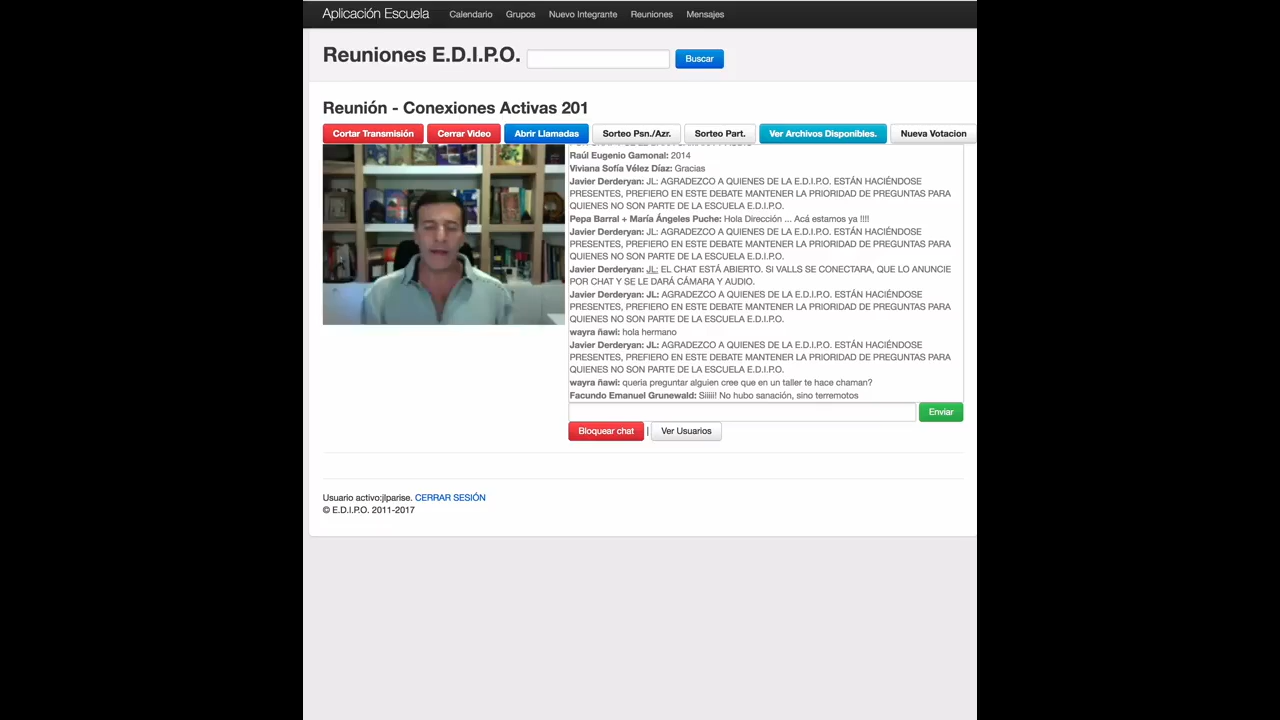 Aplicación Escuela Calendario Grupos Nuevo Integrante Reuniones Mensajes
Reuniones E.D.I.P.O. Buscar
Reunión - Conexiones Activas 201
Cortar Transmisión Cerrar Video Abrir Llamadas Sorteo Psn./Azr. Sorteo Part. Ver Archivos Disponibles. Nueva Votacion
Raúl Eugenio Gamonal: 2014
Viviana Sofía Vélez Díaz: Gracias
Javier Derderyan: JL: AGRADEZCO A QUIENES DE LA E.D.I.P.O. ESTÁN HACIÉNDOSE
PRESENTES, PREFIERO EN ESTE DEBATE MANTENER LA PRIORIDAD DE PREGUNTAS PARA
QUIENES NO SON PARTE DE LA ESCUELA E.D.I.P.O.
Pepa Barral + María Ángeles Puche: Hola Dirección ... Acá estamos ya !!!!
Javier Derderyan: JL: AGRADEZCO A QUIENES DE LA E.D.I.P.O. ESTÁN HACIÉNDOSE
PRESENTES, PREFIERO EN ESTE DEBATE MANTENER LA PRIORIDAD DE PREGUNTAS PARA
QUIENES NO SON PARTE DE LA ESCUELA E.D.I.P.O.
Javier Derderyan: JL: EL CHAT ESTÁ ABIERTO. SI VALLS SE CONECTARA, QUE LO ANUNCIE
POR CHAT Y SE LE DARÁ CÁMARA Y AUDIO.
Javier Derderyan: JL: AGRADEZCO A QUIENES DE LA E.D.I.P.O. ESTÁN HACIÉNDOSE
PRESENTES, PREFIERO EN ESTE DEBATE MANTENER LA PRIORIDAD DE PREGUNTAS PARA
QUIENES NO SON PARTE DE LA ESCUELA E.D.I.P.O.
wayra ñawi: hola hermano
Javier Derderyan: JL: AGRADEZCO A QUIENES DE LA E.D.I.P.O. ESTÁN HACIÉNDOSE
PRESENTES, PREFIERO EN ESTE DEBATE MANTENER LA PRIORIDAD DE PREGUNTAS PARA
QUIENES NO SON PARTE DE LA ESCUELA E.D.I.P.O.
wayra ñawi: queria preguntar alguien cree que en un taller te hace chaman?
Facundo Emanuel Grunewald: Siiiii! No hubo sanación, sino terremotos
Enviar
Bloquear chat | Ver Usuarios
Usuario activo:jlparise. CERRAR SESIÓN
© E.D.I.P.O. 2011-2017